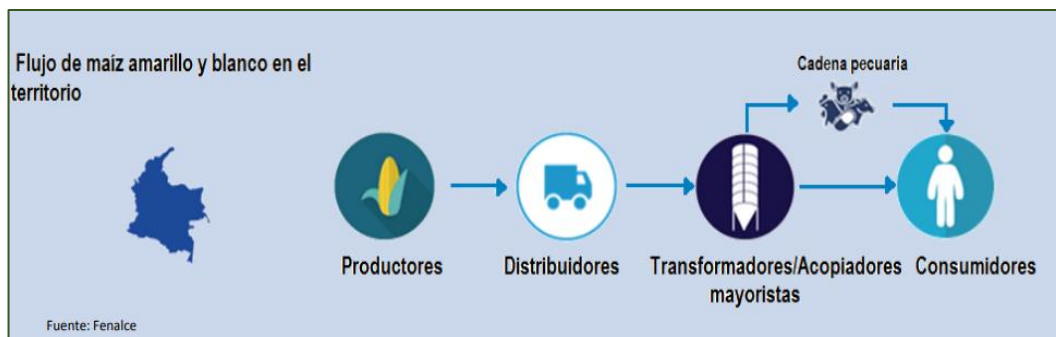 Flujo de maíz amarillo y blanco en el
territorio
Cadena pecuaria
Productores
Distribuidores
Transformadores/Acopiadores
mayoristas
Consumidores
Fuente: Fenalce